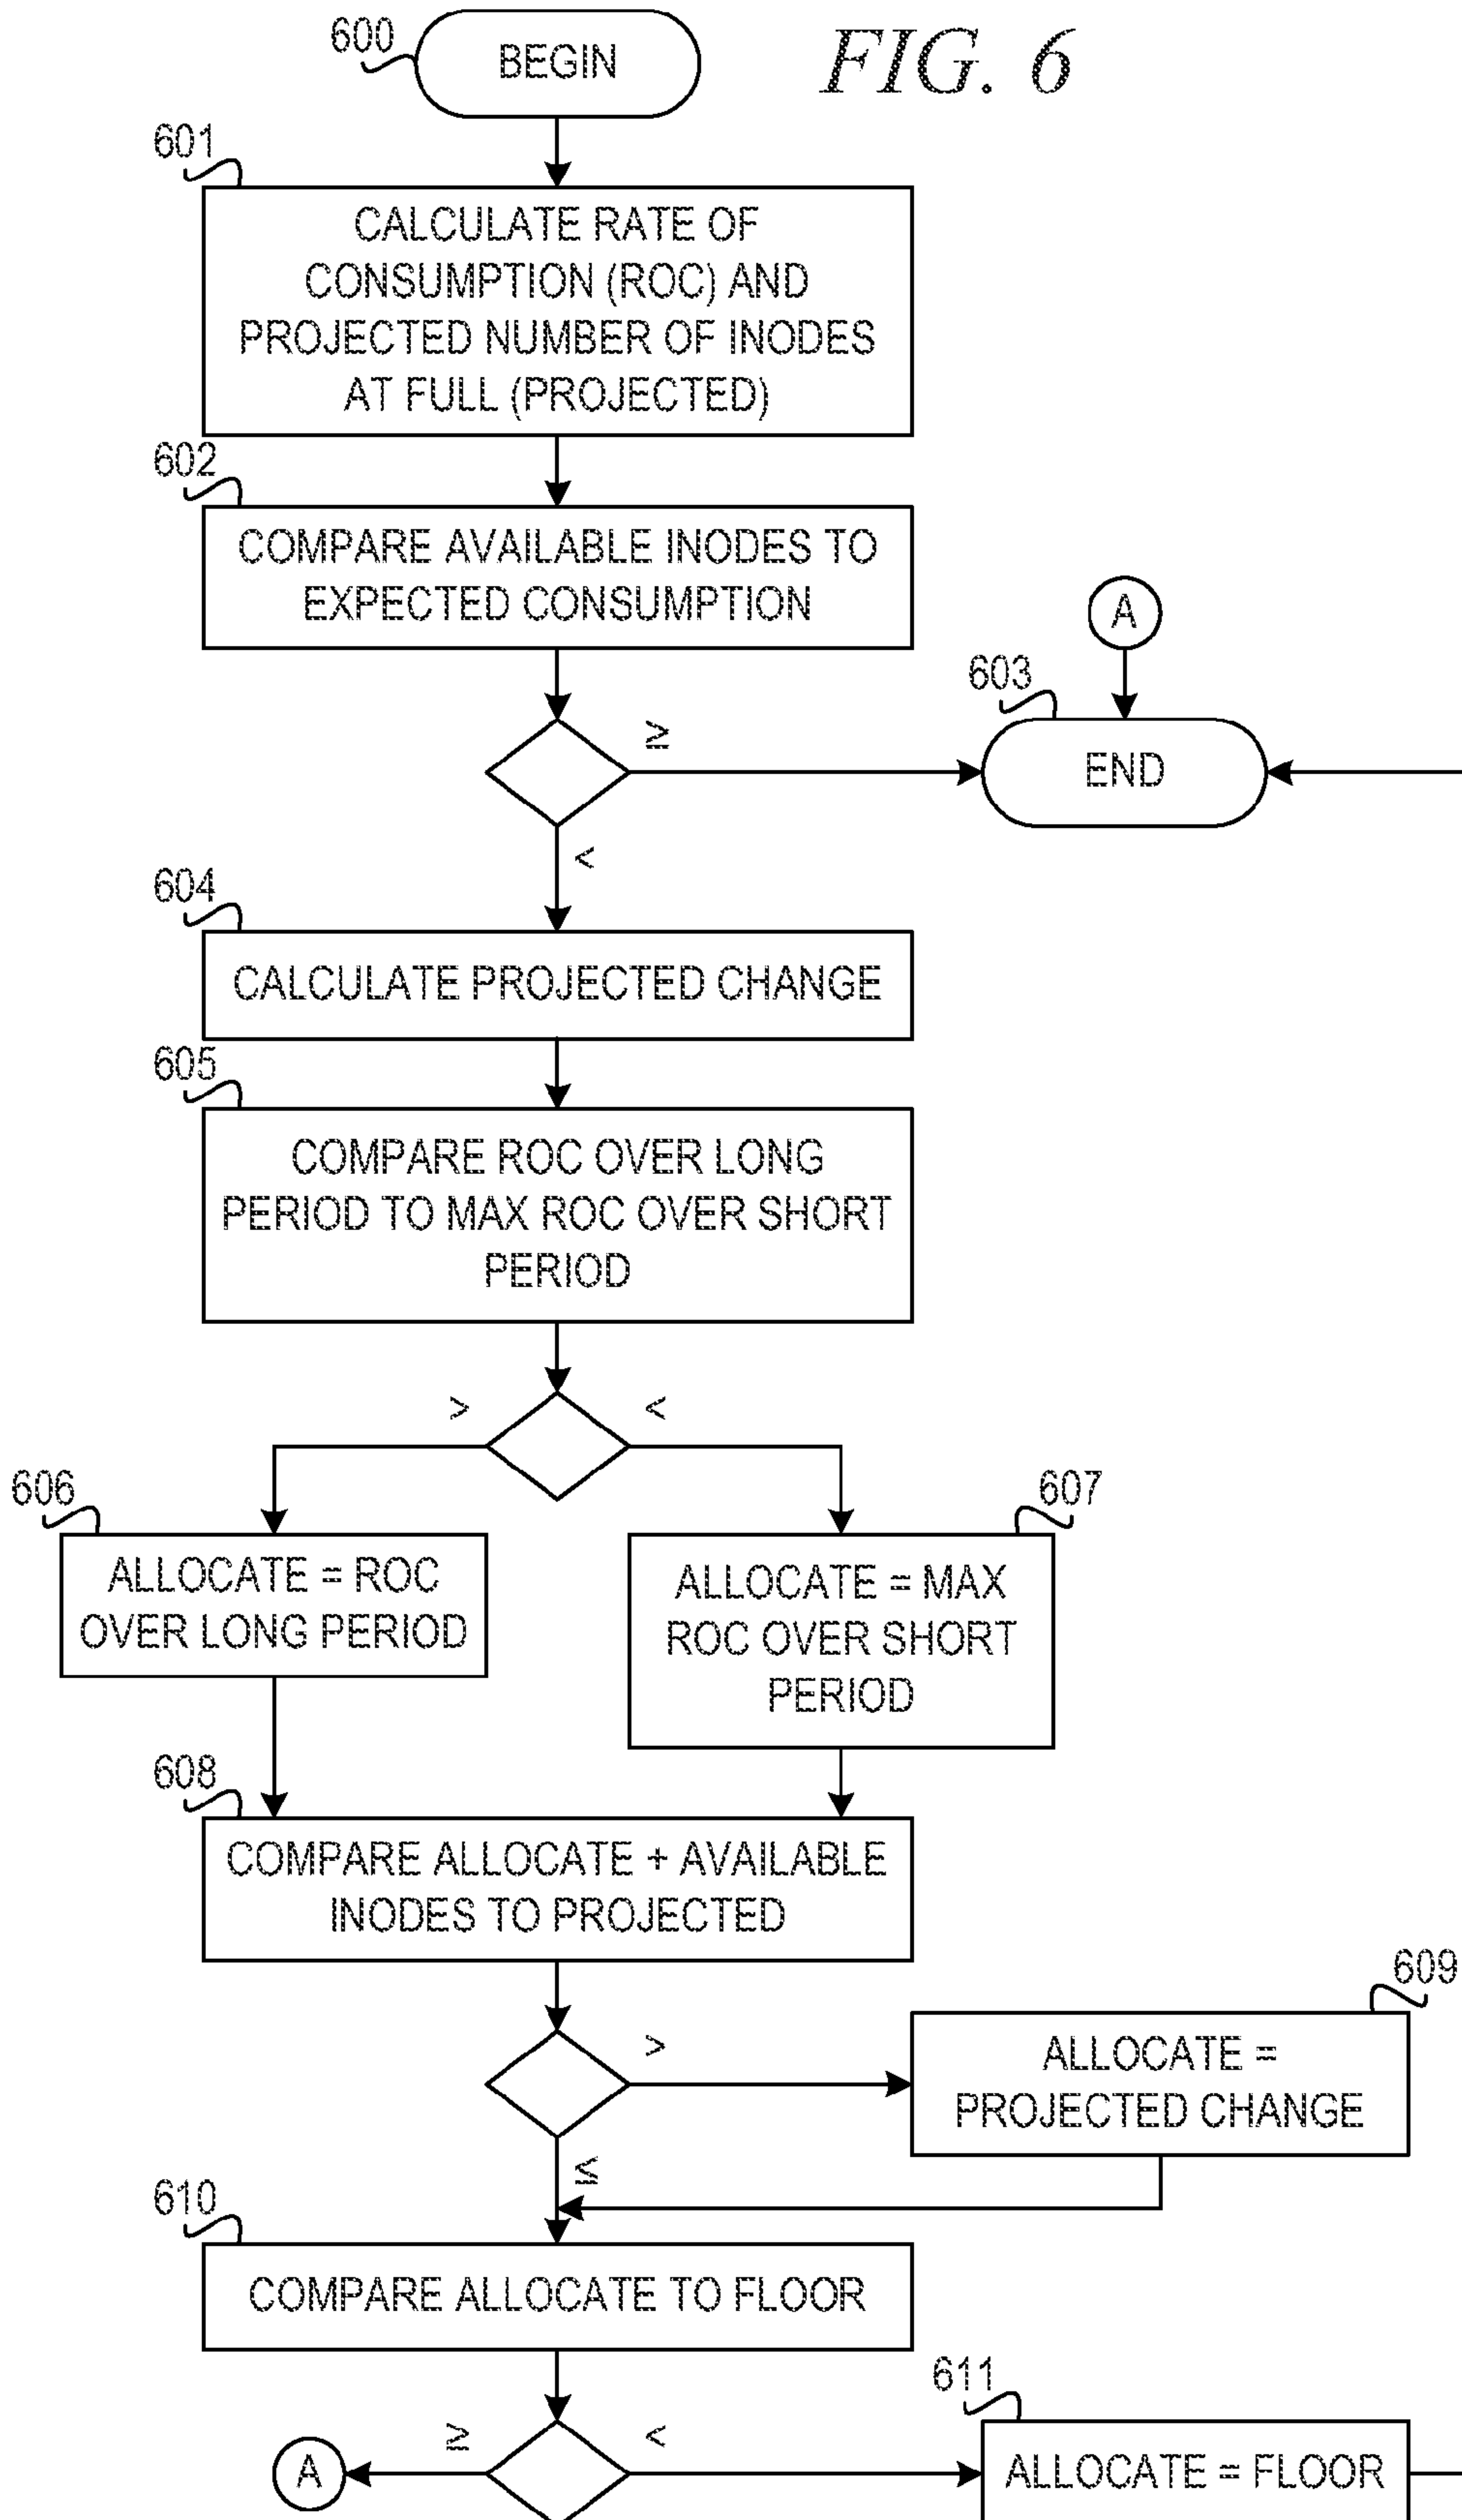 600
BEGIN
FIG. 6
601
CALCULATE RATE OF
CONSUMPTION (ROC) AND
PROJECTED NUMBER OF INODES
AT FULL (PROJECTED)
602
COMPARE AVAILABLE INODES TO
EXPECTED CONSUMPTION
A
603
≥
END
<
604
CALCULATE PROJECTED CHANGE
605
COMPARE ROC OVER LONG
PERIOD TO MAX ROC OVER SHORT
PERIOD
>
<
606
607
ALLOCATE = ROC
OVER LONG PERIOD
ALLOCATE = MAX
ROC OVER SHORT
PERIOD
608
COMPARE ALLOCATE + AVAILABLE
INODES TO PROJECTED
609
>
ALLOCATE =
PROJECTED CHANGE
≤
610
COMPARE ALLOCATE TO FLOOR
611
≥
<
A
ALLOCATE = FLOOR